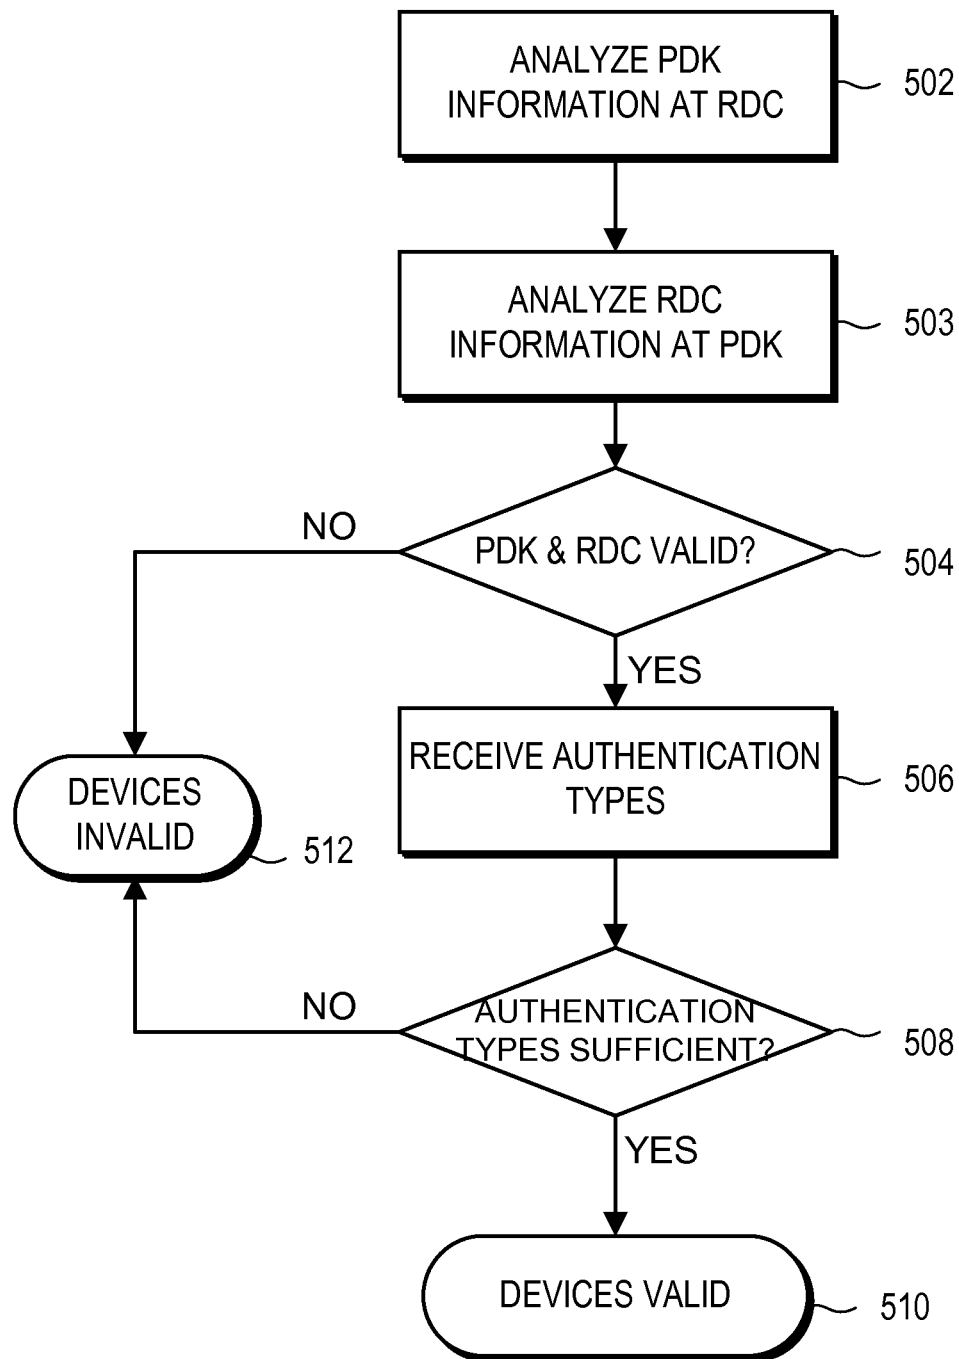 ANALYZE PDK
INFORMATION AT RDC
502
ANALYZE RDC
INFORMATION AT PDK
503
NO
PDK & RDC VALID?
504
YES
RECEIVE AUTHENTICATION
TYPES
506
DEVICES
INVALID
512
NO
AUTHENTICATION
TYPES SUFFICIENT?
508
YES
DEVICES VALID
510